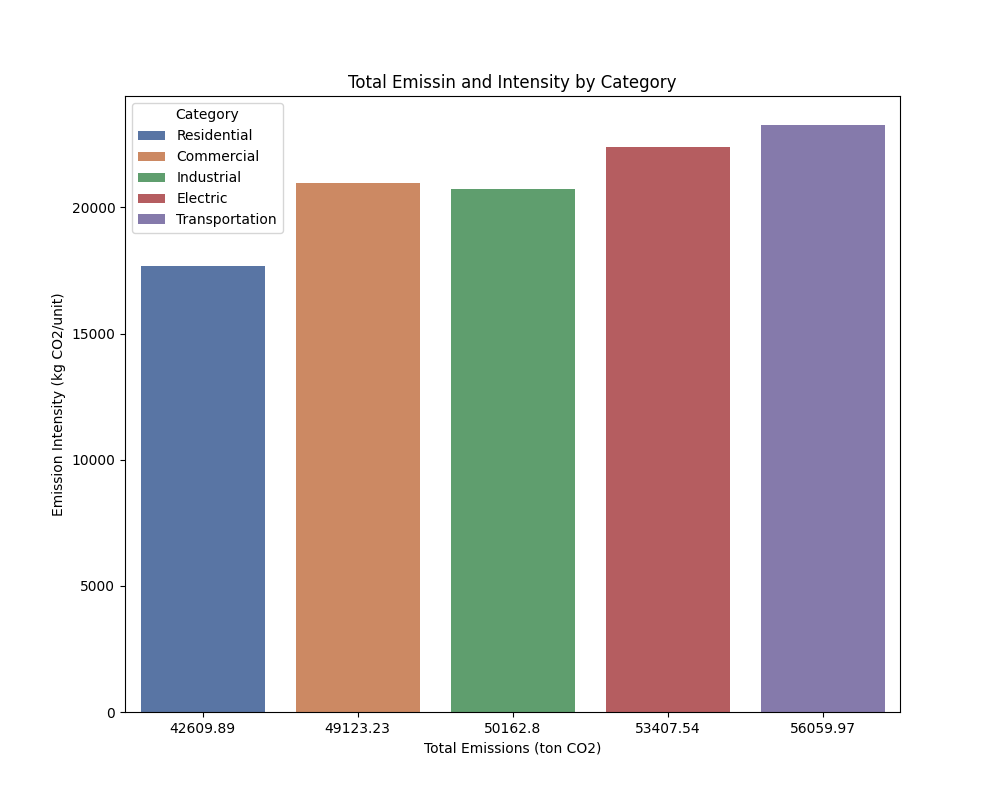 Total Emissin and Intensity by Category
Category
Residential
Commercial
Industrial
Electric
Transportation
Emission Intensity (kg CO2/unit)
20000
15000
10000
5000
0
42609.89 49123.23 50162.8 53407.54 56059.97
Total Emissions (ton CO2)